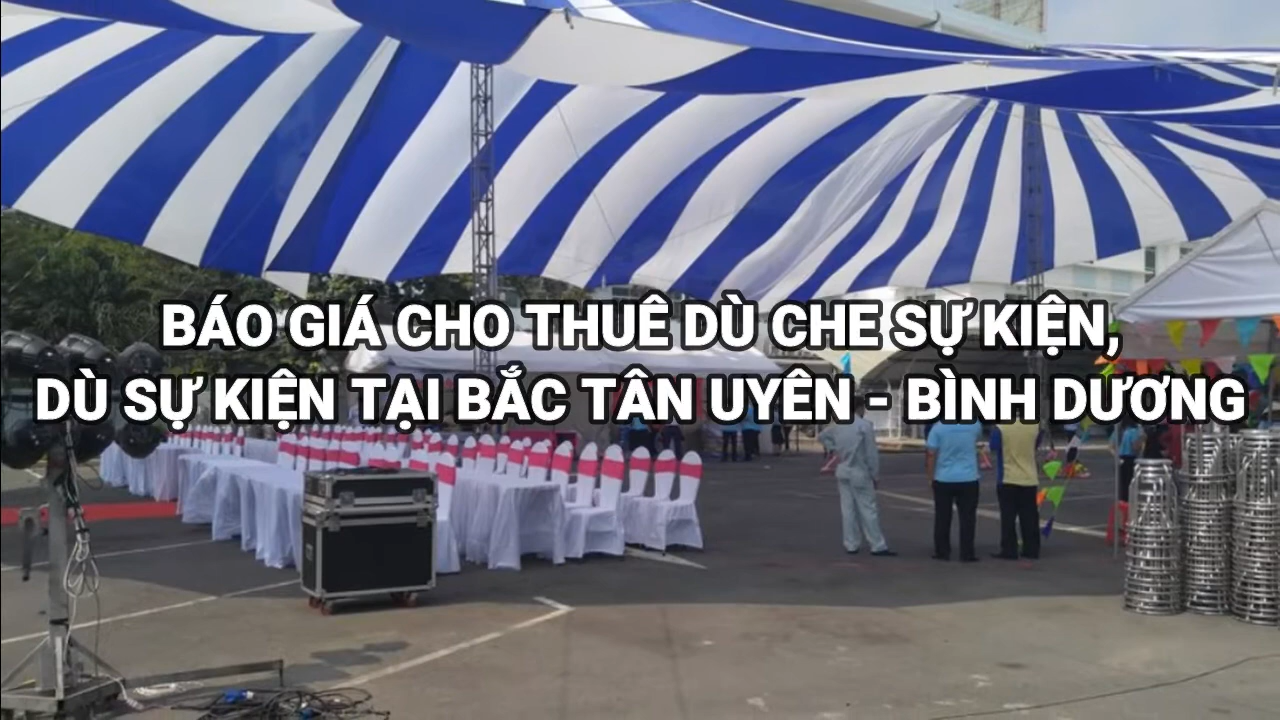 BÁO GIÁ CHO THUÊ DÙ CHE SỰ KIỆN,
DÙ SỰ KIỆN TẠI BẮC TÂN UYÊN - BÌNH DƯƠNG